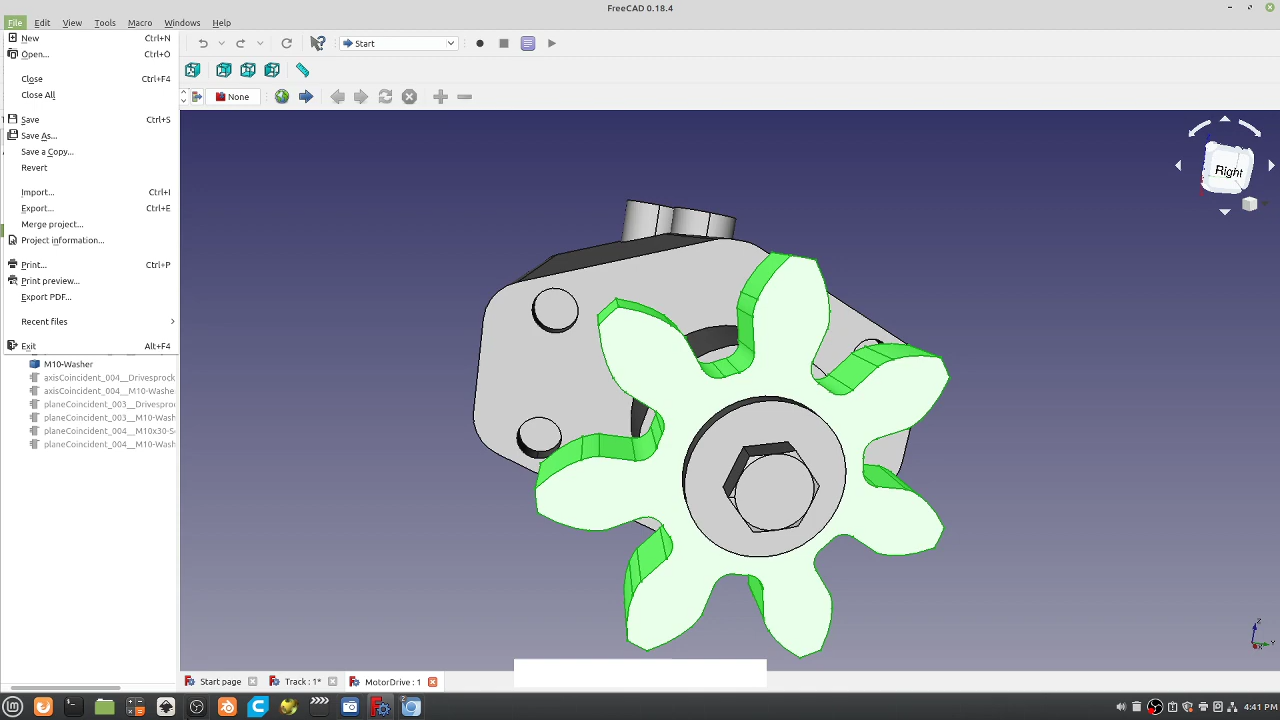 FreeCAD 0.18.4
File Edit View Tools Macro Windows Help
New Ctrl+N
Open... Ctrl+O
Close Ctrl+F4
Close All
Save Ctrl+S
Save As...
Save a Copy...
Revert
Import... Ctrl+I
Export... Ctrl+E
Merge project...
Project information...
Print... Ctrl+P
Print preview...
Export PDF...
Recent files
Exit Alt+F4
Start
None
Right
M10-Washer
axisCoincident_004__Drivesprock
axisCoincident_004__M10-Washe
planeCoincident_003__Drivespro
planeCoincident_003__M10-Wash
planeCoincident_004__M10x30-S
planeCoincident_004__M10-Wash
Start page
Track : 1*
MotorDrive : 1
4:41 PM